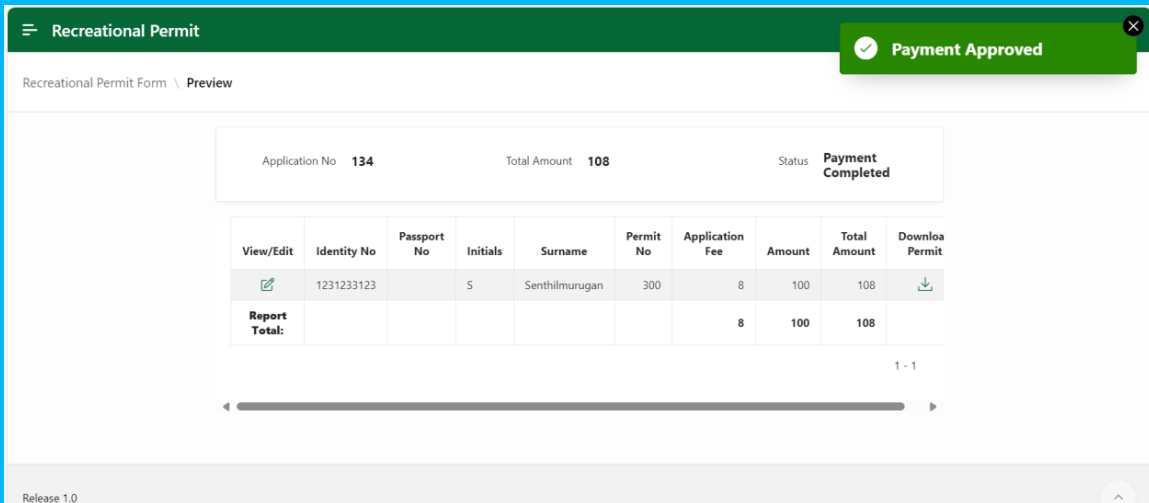 Recreational Permit
Payment Approved
Recreational Permit Form \ Preview
Application No 134 Total Amount 108 Status Payment
Completed
View/Edit Identity No Passport No Initials Surname Permit No Application Fee Amount Total Amount Downloa Permit
1231233123 S Senthilmurugan 300 8 100 108
Report Total: 8 100 108
1 - 1
Release 1.0